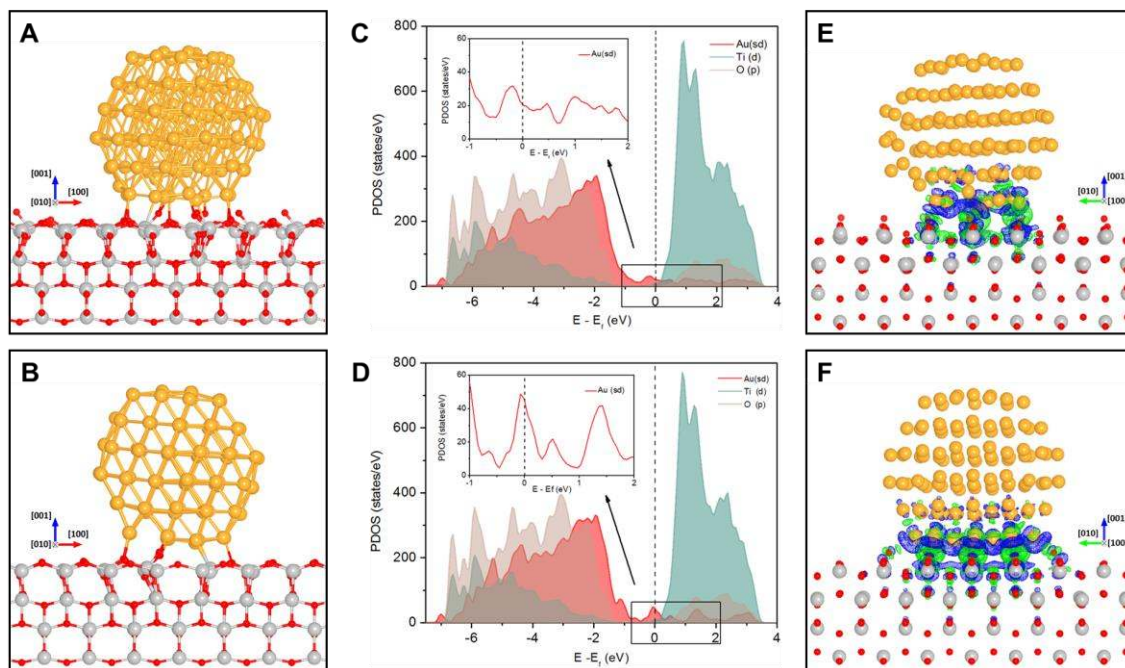 A
[001]
[010]
[100]
B
[001]
[010]
[100]
C
800
600
400
200
0
PDOS (states/eV)
-6
-4
-2
0
2
4
E - E_f (eV)
Au(sd)
Ti (d)
O (p)
60
40
20
0
PDOS (states/eV)
-1
0
1
2
E - E_f (eV)
Au(sd)
D
800
600
400
200
0
PDOS (states/eV)
-6
-4
-2
0
2
4
E - E_f (eV)
Au(sd)
Ti (d)
O (p)
60
40
20
0
PDOS (states/eV)
-1
0
1
2
E - Ef (eV)
Au (sd)
E
[001]
[010]
[100]
F
[001]
[010]
[100]